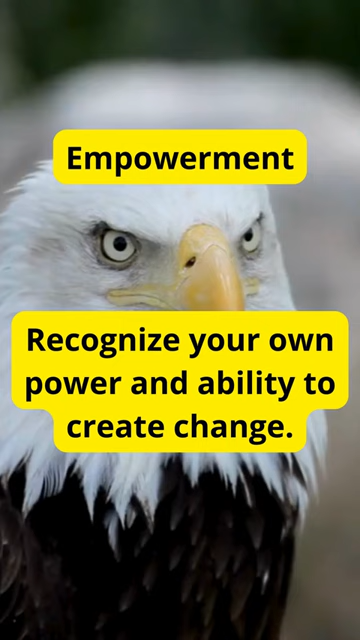 Empowerment
Recognize your own
power and ability to
create change.